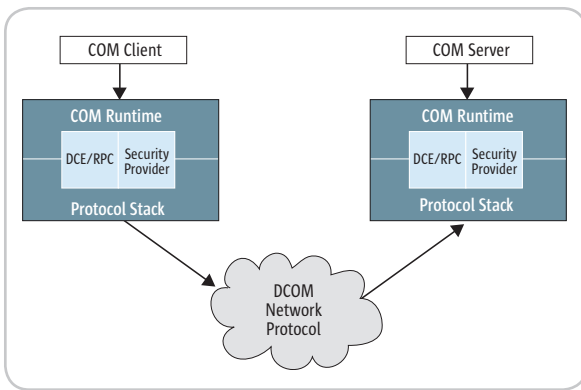 COM Client
COM Runtime
DCE/RPC
Security
Provider
Protocol Stack
COM Server
COM Runtime
DCE/RPC
Security
Provider
Protocol Stack
DCOM
Network
Protocol